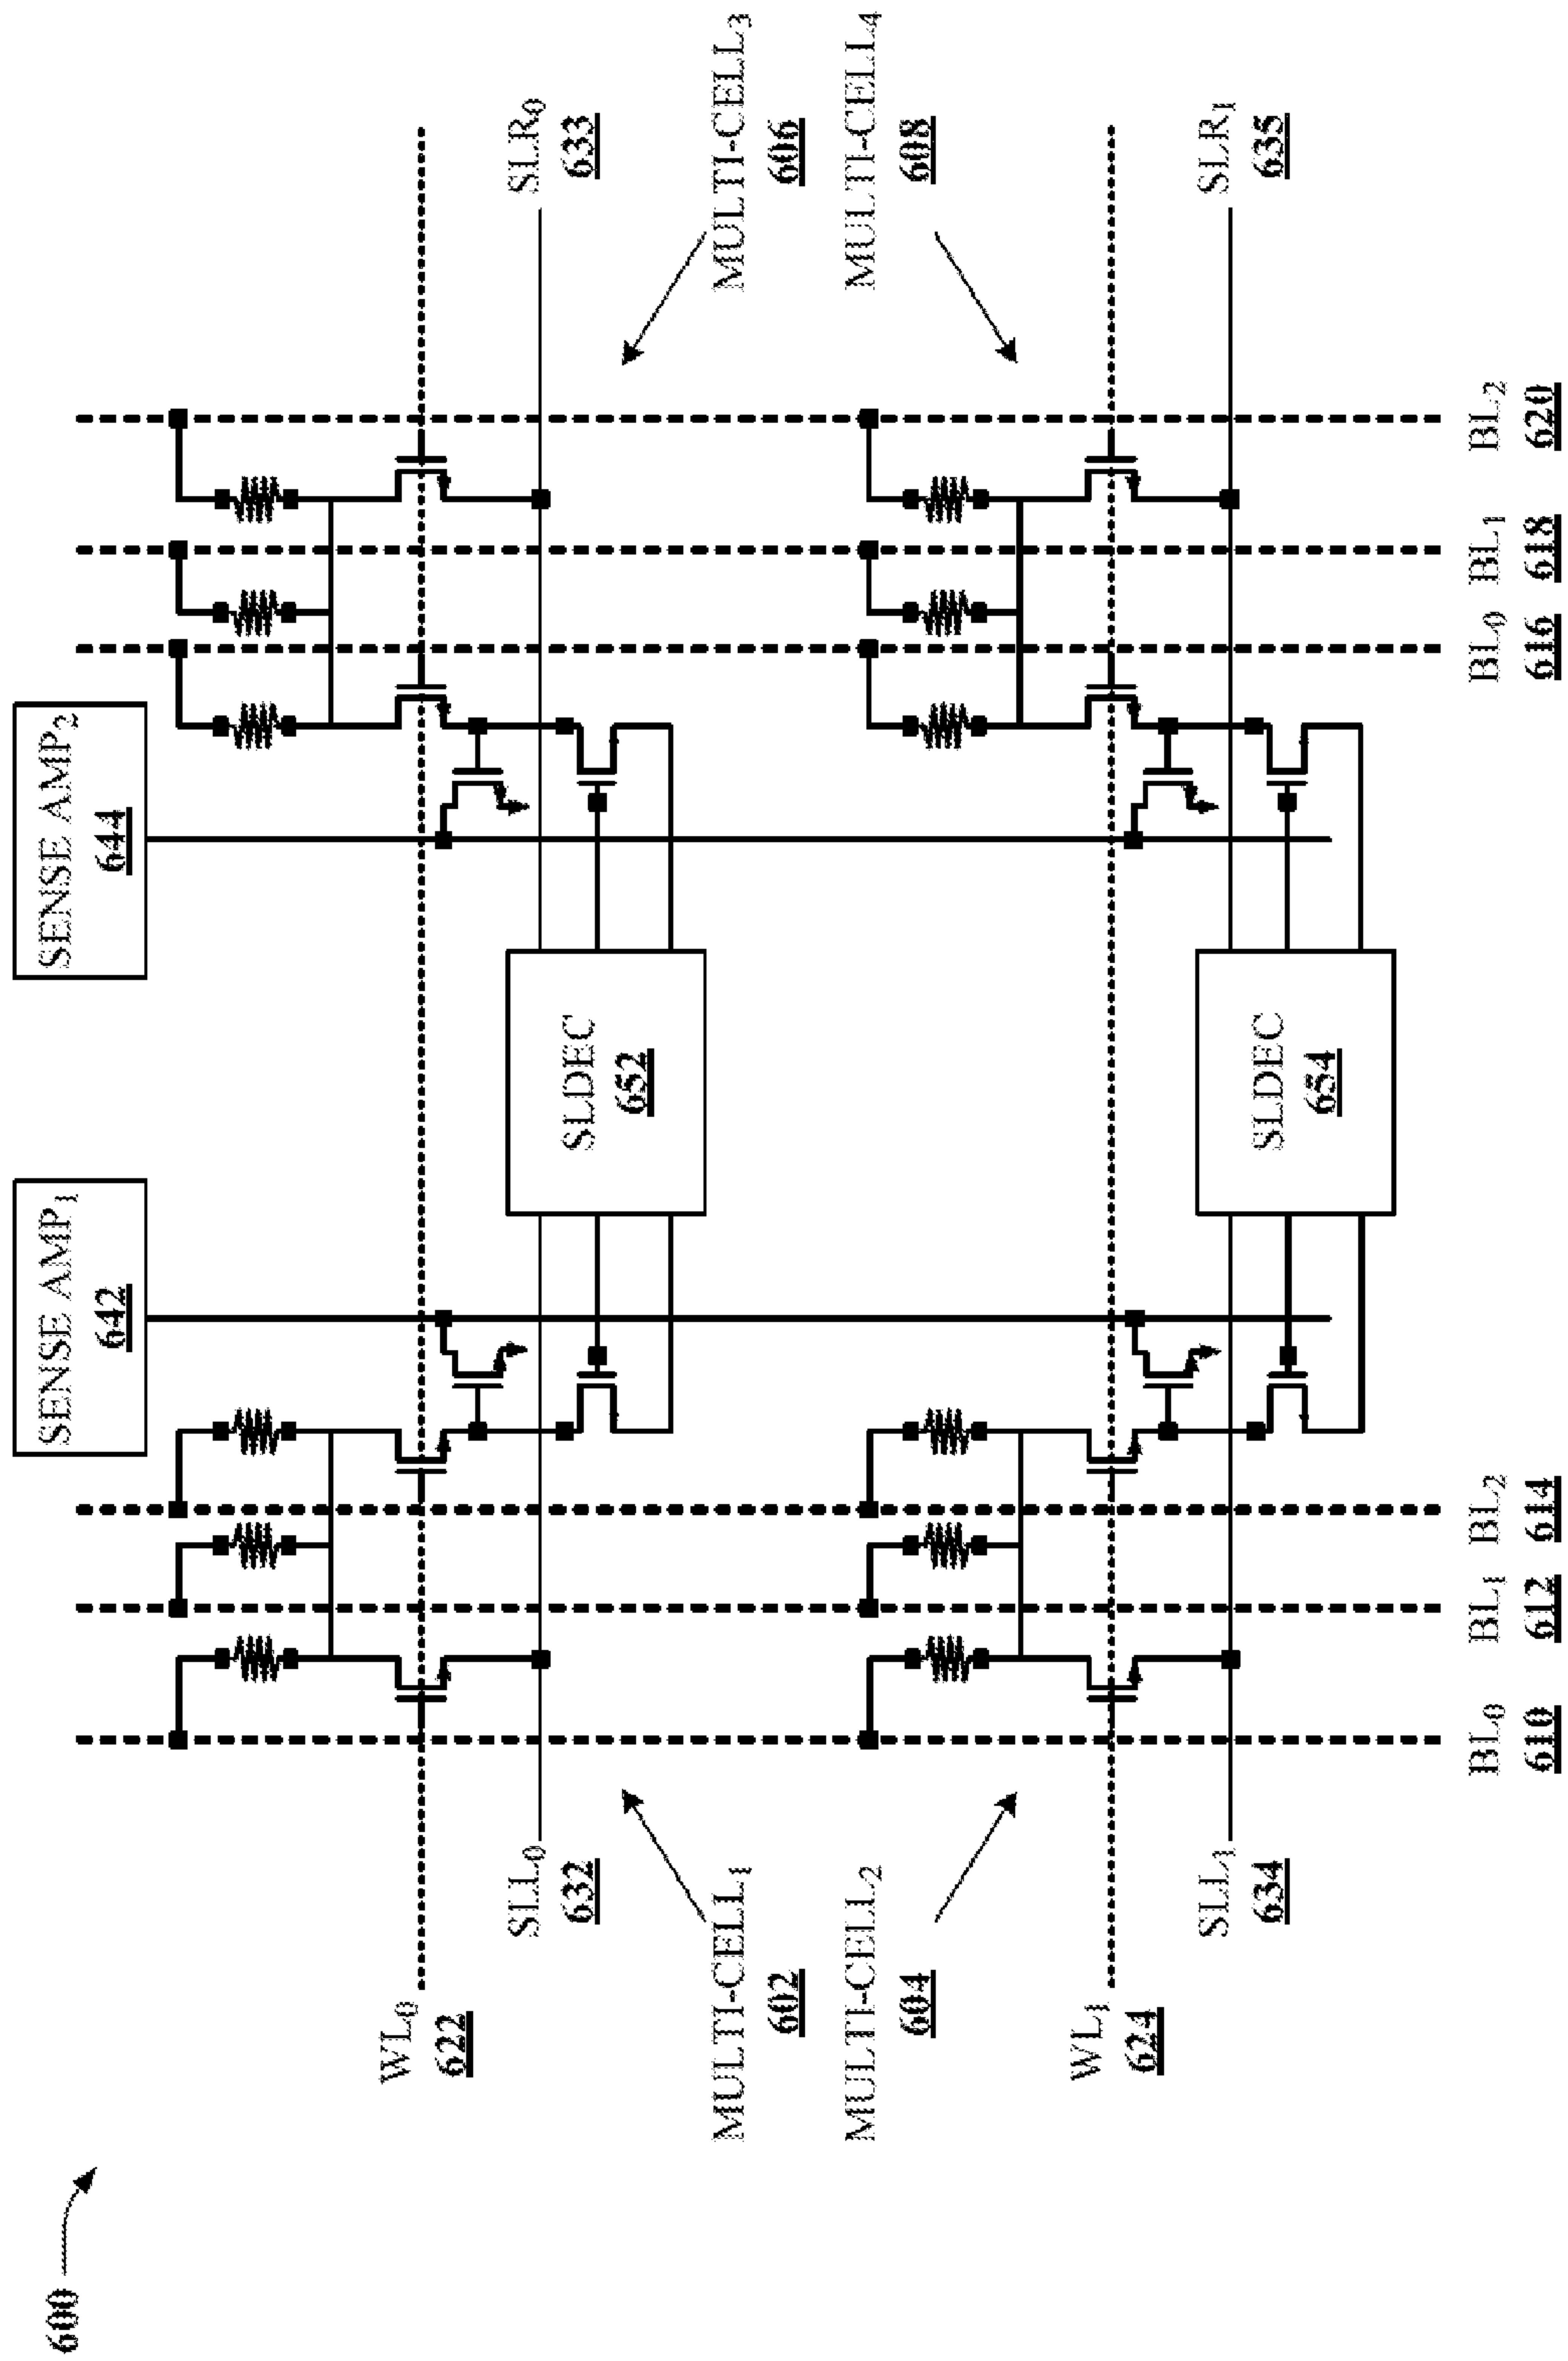 600
SENSE AMP1
642
SENSE AMP2
644
WL0
622
SLL0
632
SLDEC
652
SLR0
633
MULTI-CELL1
602
MULTI-CELL3
606
MULTI-CELL2
604
MULTI-CELL4
608
WL1
624
SLL1
634
SLDEC
654
SLR1
635
BL0
610
BL1
612
BL2
614
BL0
616
BL1
618
BL2
620